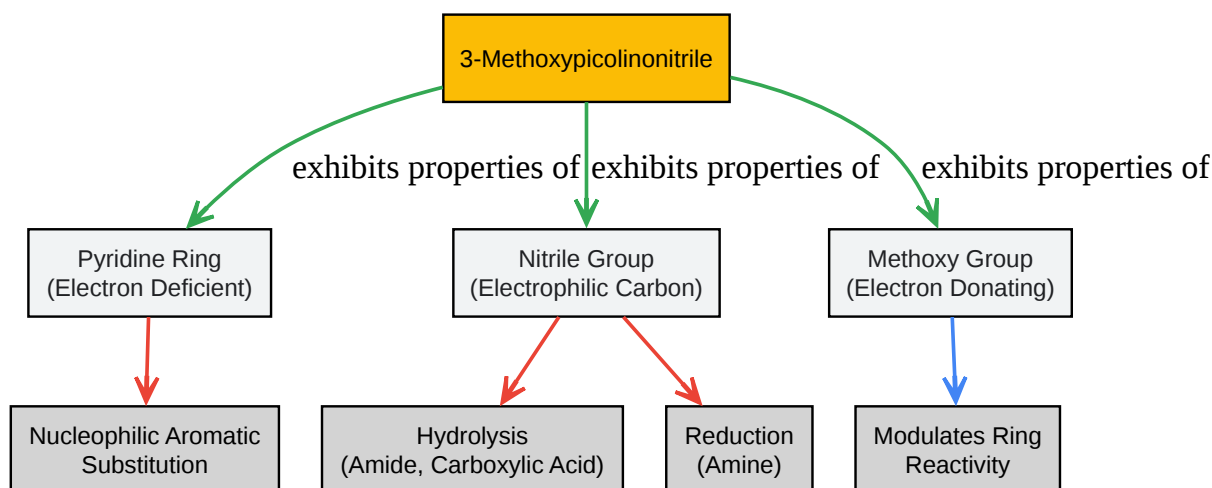 3-Methoxypicolinonitrile
exhibits properties of
exhibits properties of
exhibits properties of
Pyridine Ring
(Electron Deficient)
Nitrile Group
(Electrophilic Carbon)
Methoxy Group
(Electron Donating)
Nucleophilic Aromatic
Substitution
Hydrolysis
(Amide, Carboxylic Acid)
Reduction
(Amine)
Modulates Ring
Reactivity